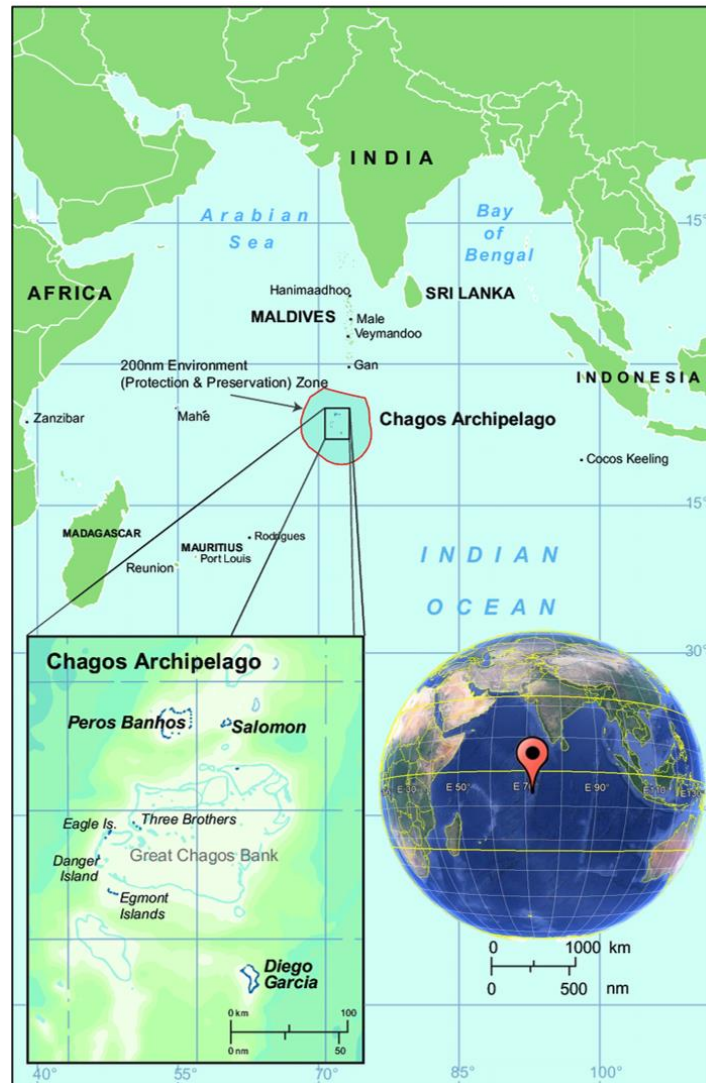 INDIA
Arabian
Sea
Bay
of
Bengal
15°
Hanimaadhoo
SRI LANKA
AFRICA
MALDIVES
Male
Veymandoo
Gan
200nm Environment
(Protection & Preservation) Zone
INDONESIA
Chagos Archipelago
Zanzibar
Mahe
Cocos Keeling
15°
MADAGASCAR
Rodrigues
MAURITIUS
Port Louis
Reunion
INDIAN
OCEAN
30°
Chagos Archipelago
Peros Banhos
Salomon
Eagle Is.
Three Brothers
Great Chagos Bank
Danger
Island
Egmont
Islands
Diego
Garcia
0 km
100
0 nm
50
E 30
E 50
E 70
E 90
E 110
0
1000 km
0
500 nm
40°
55°
70°
85°
100°